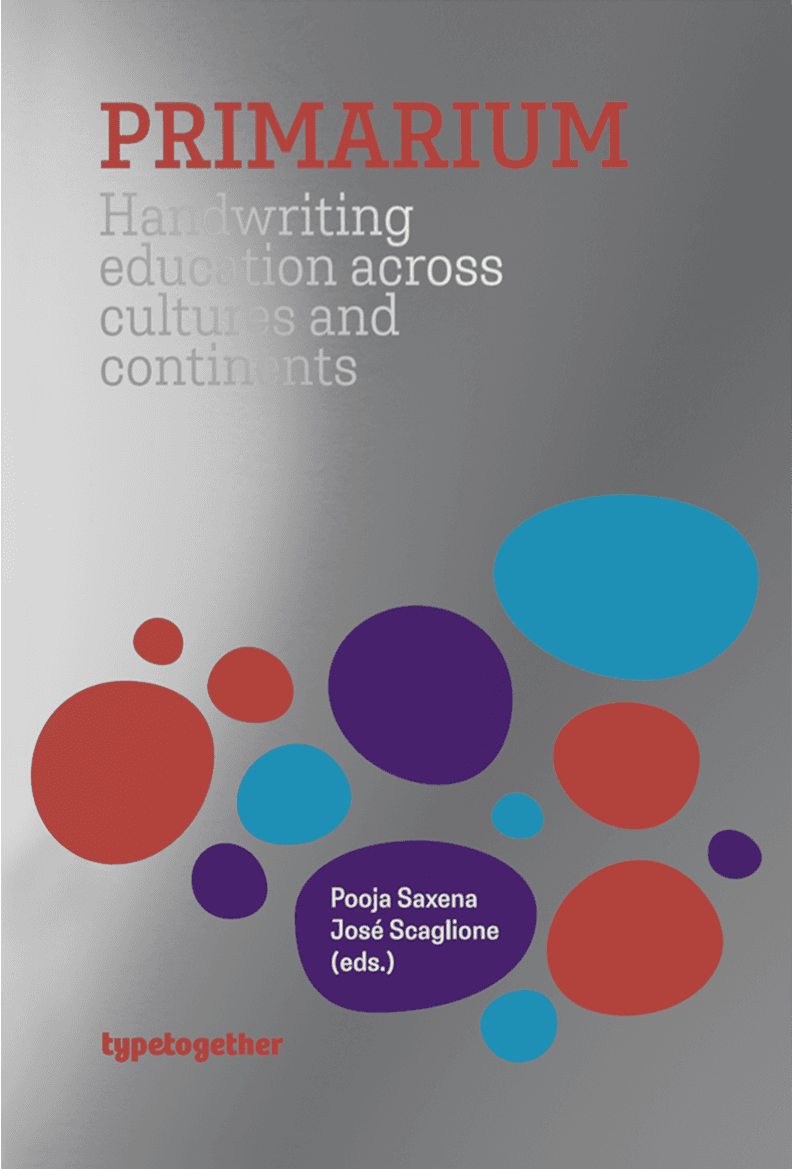 PRIMARIUM
Handwriting
education across
cultures and
continents
Pooja Saxena
José Scaglione
(eds.)
typetogether